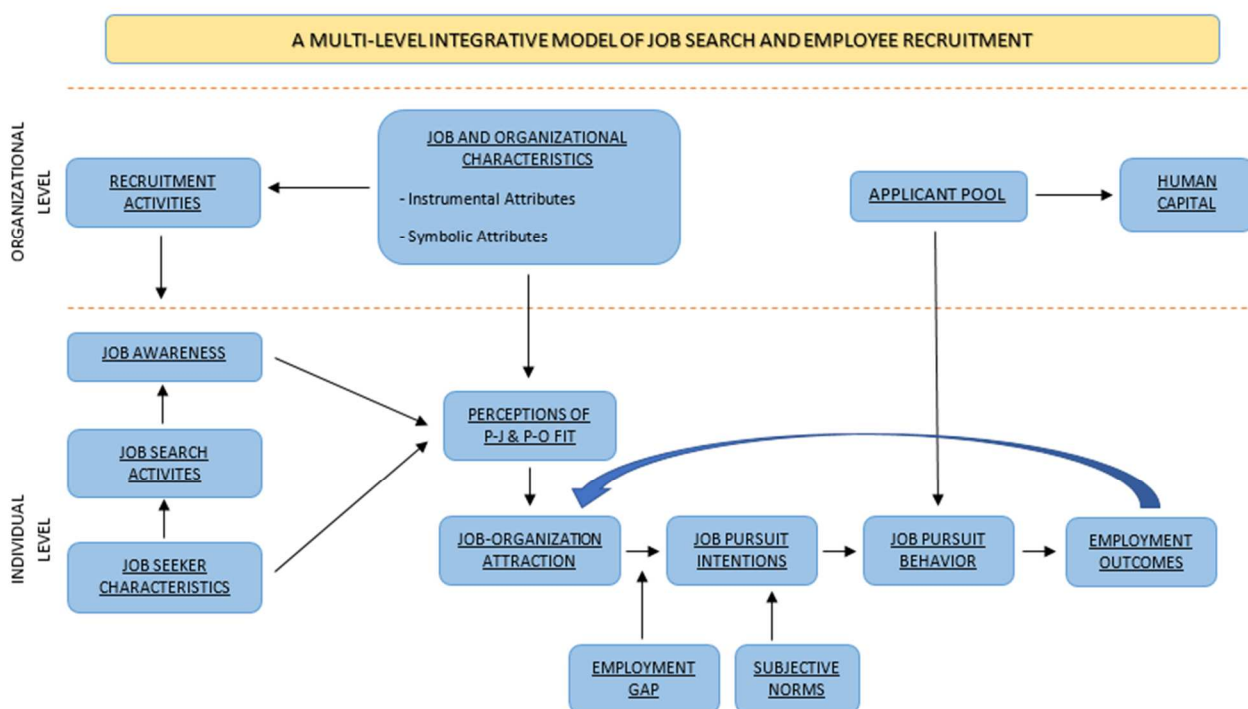 A MULTI-LEVEL INTEGRATIVE MODEL OF JOB SEARCH AND EMPLOYEE RECRUITMENT
ORGANIZATIONAL
LEVEL
RECRUITMENT
ACTIVITIES
JOB AND ORGANIZATIONAL
CHARACTERISTICS
- Instrumental Attributes
- Symbolic Attributes
APPLICANT POOL
HUMAN
CAPITAL
INDIVIDUAL
LEVEL
JOB AWARENESS
JOB SEARCH
ACTIVITES
JOB SEEKER
CHARACTERISTICS
PERCEPTIONS OF
P-J & P-O FIT
JOB-ORGANIZATION
ATTRACTION
JOB PURSUIT
INTENTIONS
JOB PURSUIT
BEHAVIOR
EMPLOYMENT
OUTCOMES
EMPLOYMENT
GAP
SUBJECTIVE
NORMS